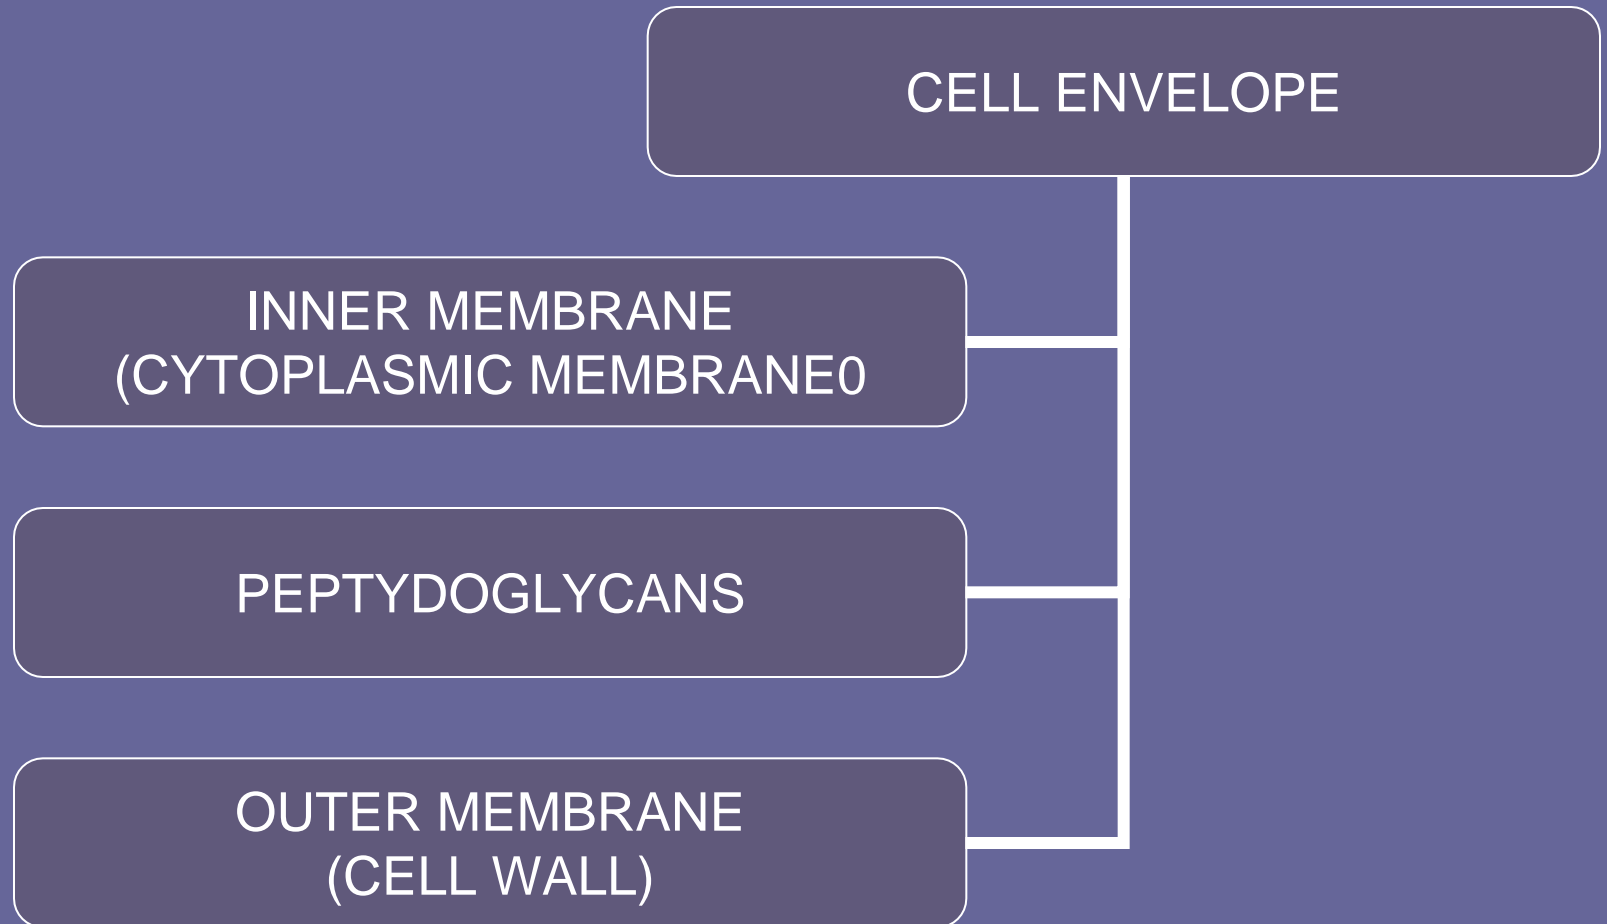 CELL ENVELOPE
INNER MEMBRANE
(CYTOPLASMIC MEMBRANE0
PEPTYDOGLYCANS
OUTER MEMBRANE
(CELL WALL)